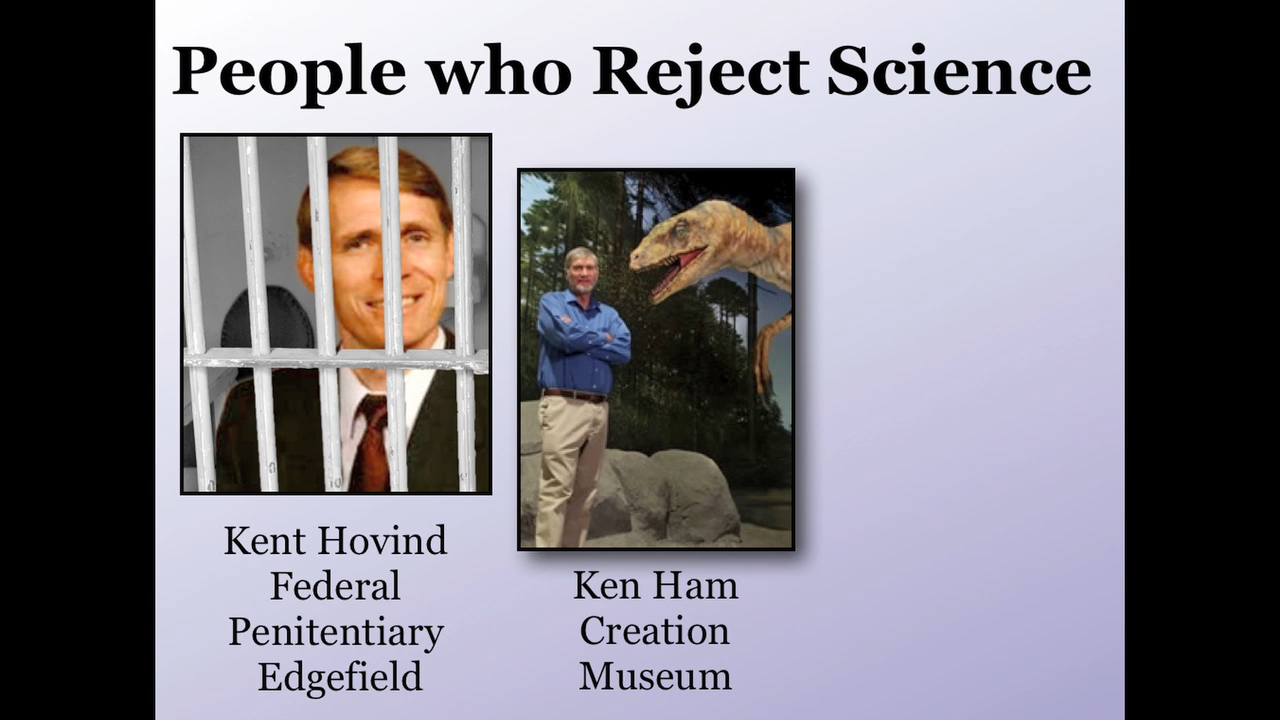 People who Reject Science
Kent Hovind
Federal
Penitentiary
Edgefield
Ken Ham
Creation
Museum